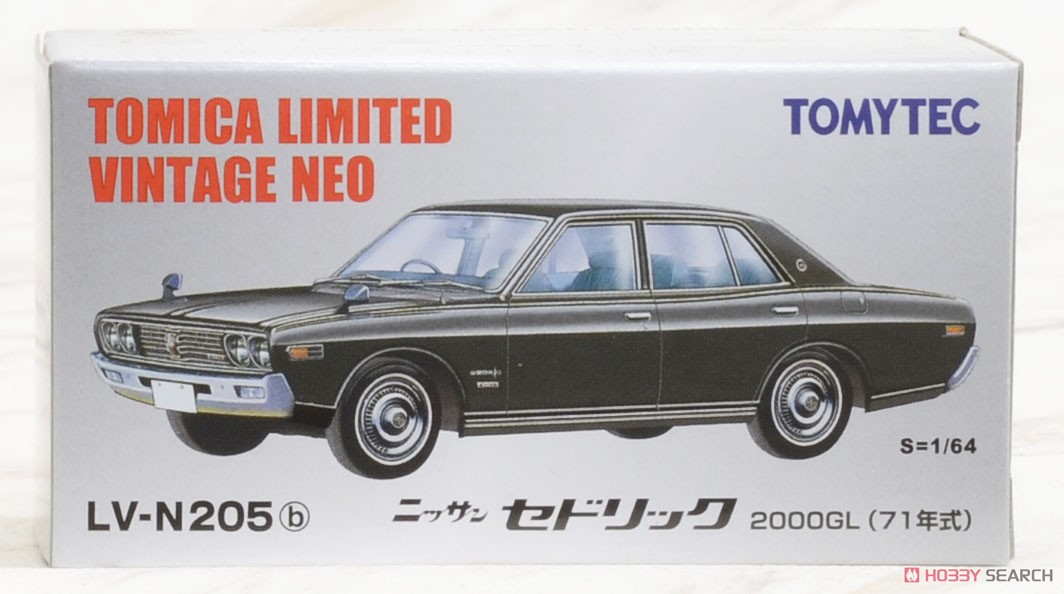 TOMICA LIMITED
VINTAGE NEO
TOMYTEC
S=1/64
LV-N205 ⓑ
ニッサン セドリック 2000GL (71年式)
HOBBY SEARCH